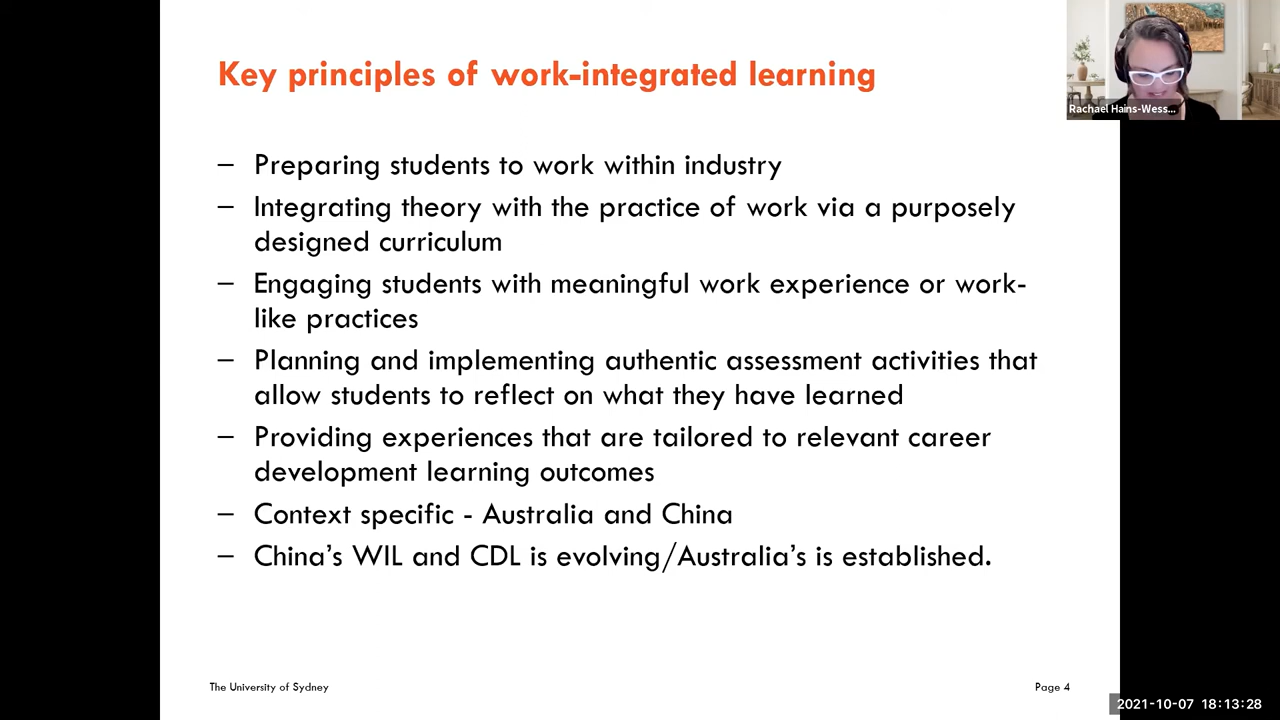 Key principles of work-integrated learning
Rachael Hains-Wess...
– Preparing students to work within industry
– Integrating theory with the practice of work via a purposely
designed curriculum
– Engaging students with meaningful work experience or work-
like practices
– Planning and implementing authentic assessment activities that
allow students to reflect on what they have learned
– Providing experiences that are tailored to relevant career
development learning outcomes
– Context specific - Australia and China
– China’s WIL and CDL is evolving/Australia’s is established.
The University of Sydney
Page 4
2021-10-07 18:13:28